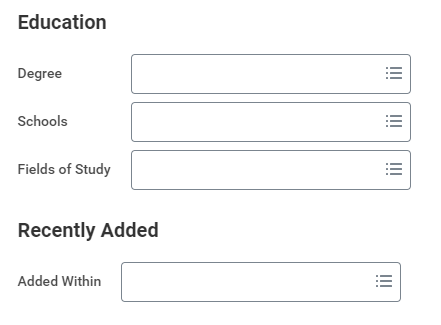 Education
Degree
Schools
Fields of Study
Recently Added
Added Within